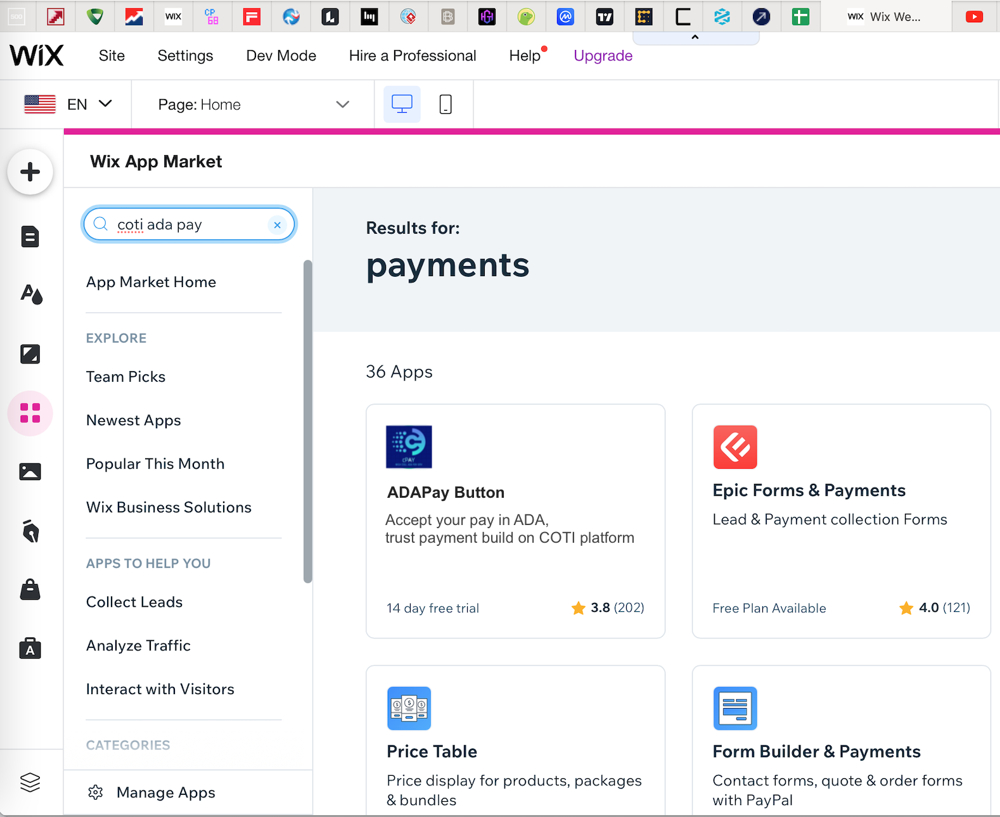 500
WiX
CP
GG
WiX We...
WiX
Site
Settings
Dev Mode
Hire a Professional
Help
Upgrade
EN
Page: Home
Wix App Market
coti ada pay
App Market Home
EXPLORE
Team Picks
Newest Apps
Popular This Month
Wix Business Solutions
APPS TO HELP YOU
Collect Leads
Analyze Traffic
Interact with Visitors
CATEGORIES
Manage Apps
Results for:
payments
36 Apps
cPAY
ADAPay Button
Accept your pay in ADA,
trust payment build on COTI platform
14 day free trial
3.8 (202)
Epic Forms & Payments
Lead & Payment collection Forms
Free Plan Available
4.0 (121)
Price Table
Price display for products, packages
& bundles
Form Builder & Payments
Contact forms, quote & order forms
with PayPal